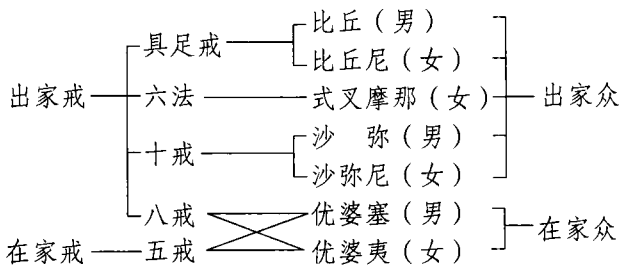 具足戒 比丘（男）
比丘尼（女）
出家戒 六法 式叉摩那（女） 出家众
十戒 沙 弥（男）
沙弥尼（女）
八戒 优婆塞（男）
在家众
在家戒 五戒 优婆夷（女）